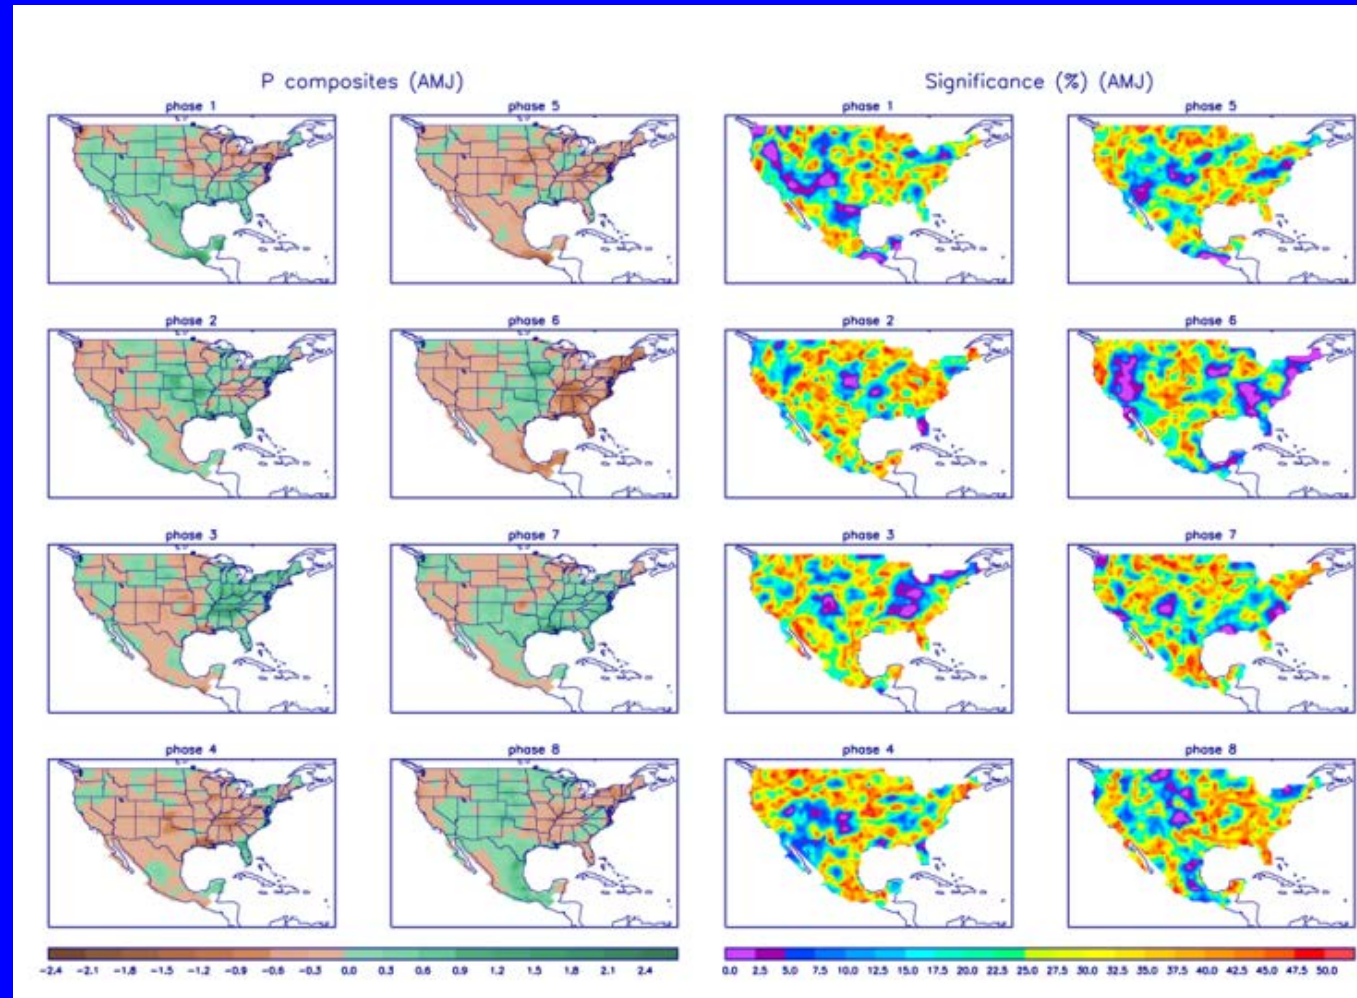 P composites (AMJ) Significance (%) (AMJ)
phase 1 phase 5 phase 1 phase 5
phase 2 phase 6 phase 2 phase 6
phase 3 phase 7 phase 3 phase 7
phase 4 phase 8 phase 4 phase 8
-2.4 -2.1 -1.8 -1.5 -1.2 -0.9 -0.6 -0.3 0.0 0.3 0.6 0.9 1.2 1.5 1.8 2.1 2.4 0.0 2.5 5.0 7.5 10.0 12.5 15.0 17.5 20.0 22.5 25.0 27.5 30.0 32.5 35.0 37.5 40.0 42.5 45.0 47.5 50.0